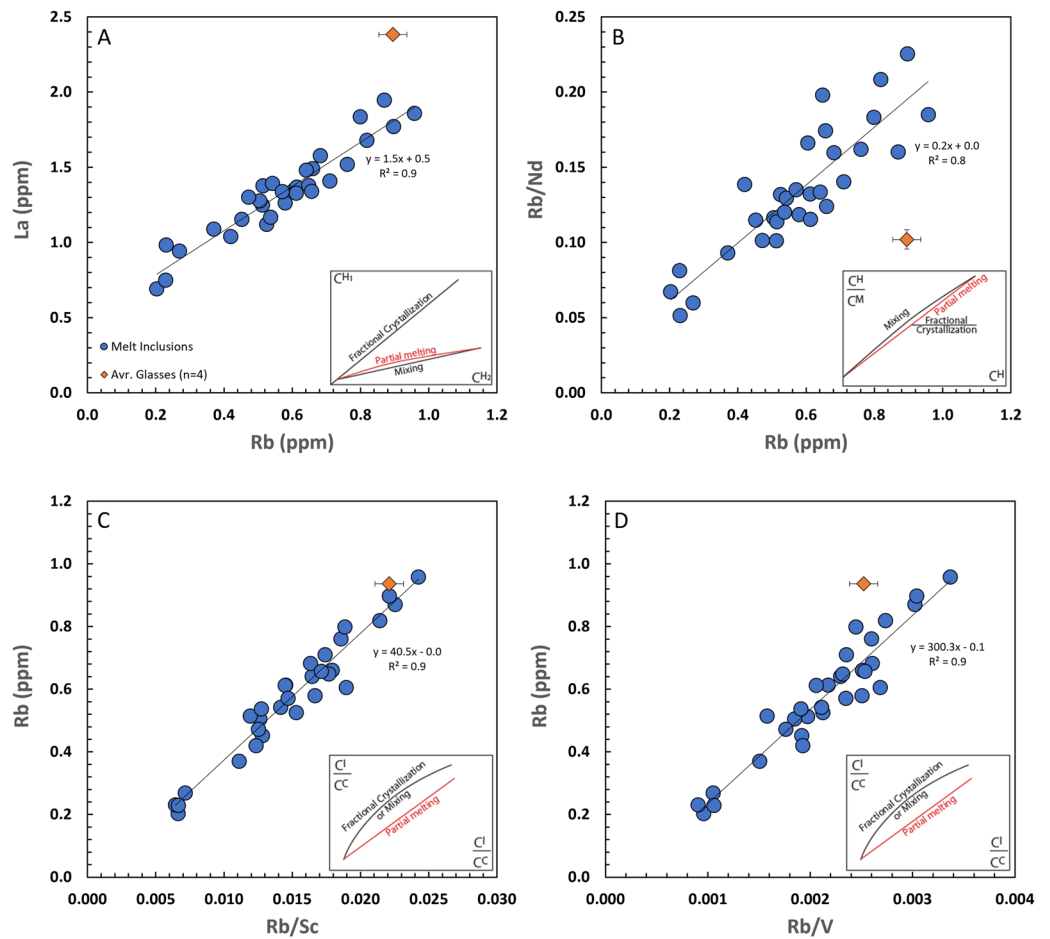 A
2.5
2.0
1.5
1.0
0.5
0.0
La (ppm)
0.0
0.2
0.4
0.6
0.8
1.0
1.2
Rb (ppm)
y = 1.5x + 0.5
R² = 0.9
Melt Inclusions
Avr. Glasses (n=4)
Cᴴ¹
Fractional Crystallization
Partial melting
Mixing
Cᴴ²
B
0.25
0.20
0.15
0.10
0.05
0.00
Rb/Nd
0.0
0.2
0.4
0.6
0.8
1.0
1.2
Rb (ppm)
y = 0.2x + 0.0
R² = 0.8
Cᴴ
Cᴹ
Mixing
Partial melting
Fractional
Crystallization
Cᴴ
C
1.2
1.0
0.8
0.6
0.4
0.2
0.0
Rb (ppm)
0.000
0.005
0.010
0.015
0.020
0.025
0.030
Rb/Sc
y = 40.5x - 0.0
R² = 0.9
Cᴵ
Cᶜ
Fractional Crystallization
or Mixing
Partial melting
Cᴵ
Cᶜ
D
1.2
1.0
0.8
0.6
0.4
0.2
0.0
Rb (ppm)
0.000
0.001
0.002
0.003
0.004
Rb/V
y = 300.3x - 0.1
R² = 0.9
Cᴵ
Cᶜ
Fractional Crystallization
or Mixing
Partial melting
Cᴵ
Cᶜ